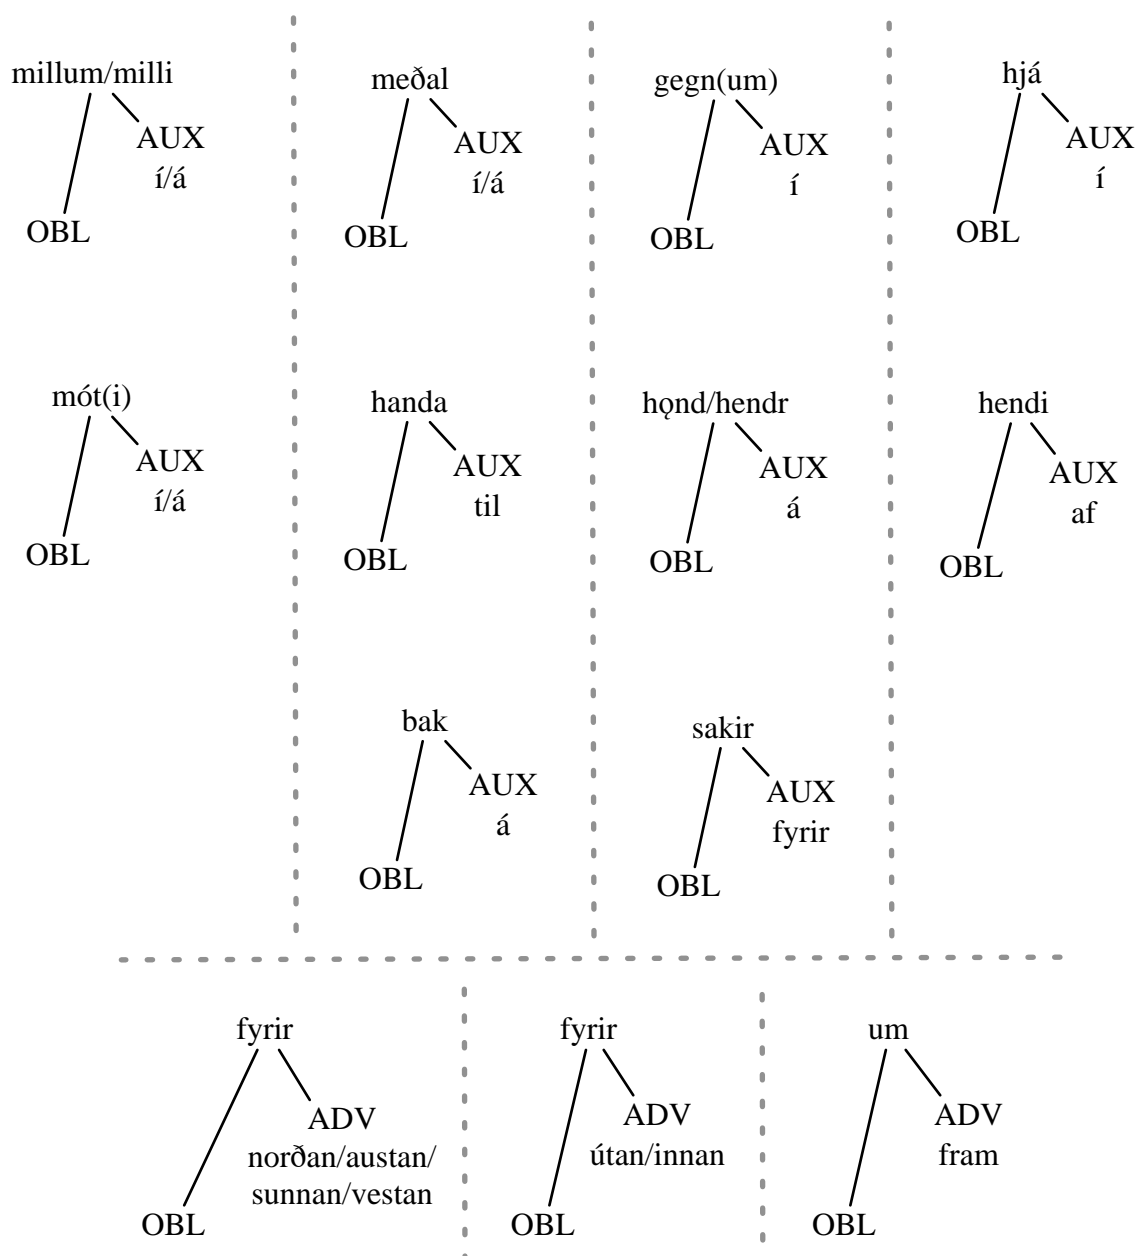 millum/milli
AUX
í/á
OBL
meðal
AUX
í/á
OBL
gegn(um)
AUX
í
OBL
hjá
AUX
í
OBL
mót(i)
AUX
í/á
OBL
handa
AUX
til
OBL
hǫnd/hendr
AUX
á
OBL
hendi
AUX
af
OBL
bak
AUX
á
OBL
sakir
AUX
fyrir
OBL
fyrir
ADV
norðan/austan/
sunnan/vestan
OBL
fyrir
ADV
útan/innan
OBL
um
ADV
fram
OBL